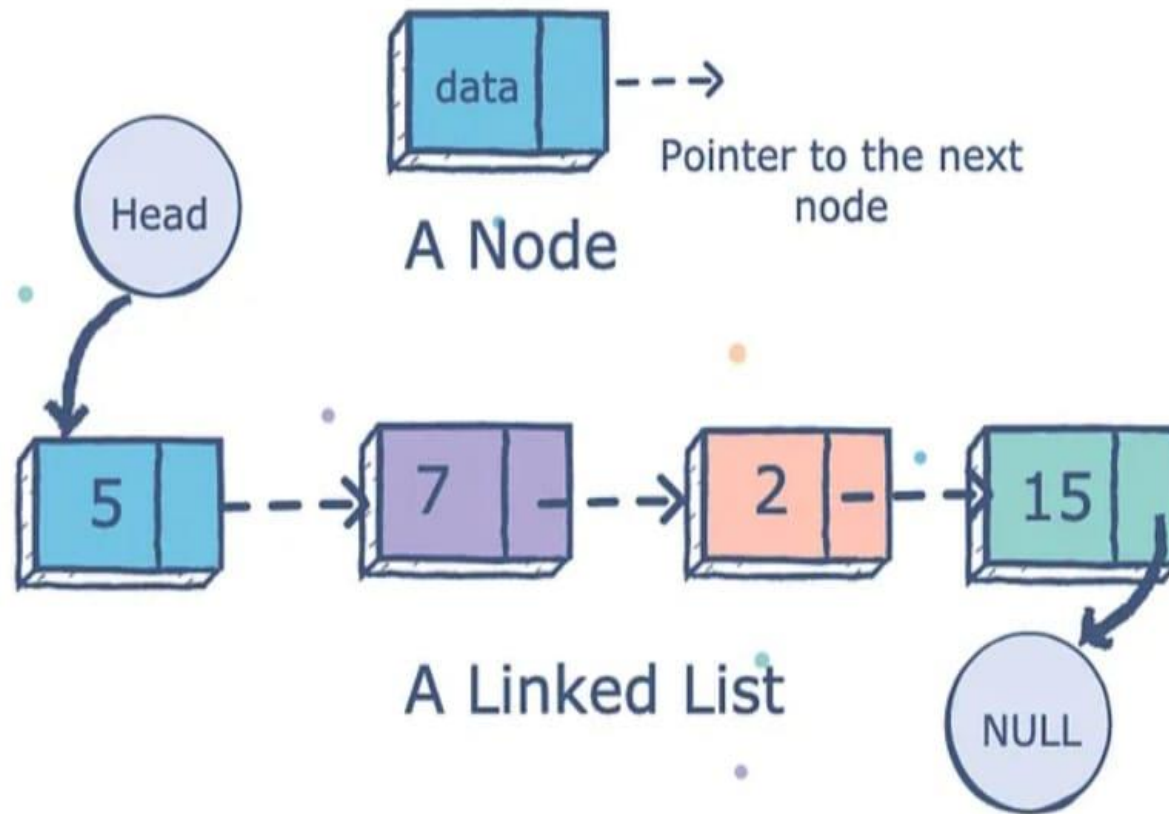 data
Pointer to the next
node
Head
A Node
5
7
2
15
A Linked List
NULL